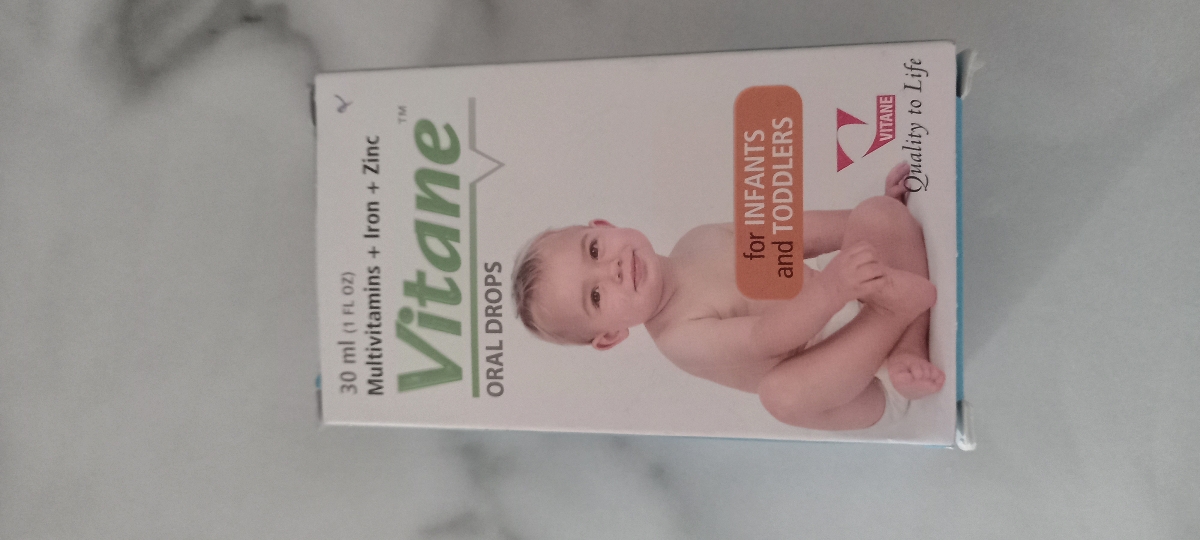 30 ml (1 FL OZ)
Multivitamins + Iron + Zinc
Vitane™
ORAL DROPS
for INFANTS
and TODDLERS
VITANE
Quality to Life